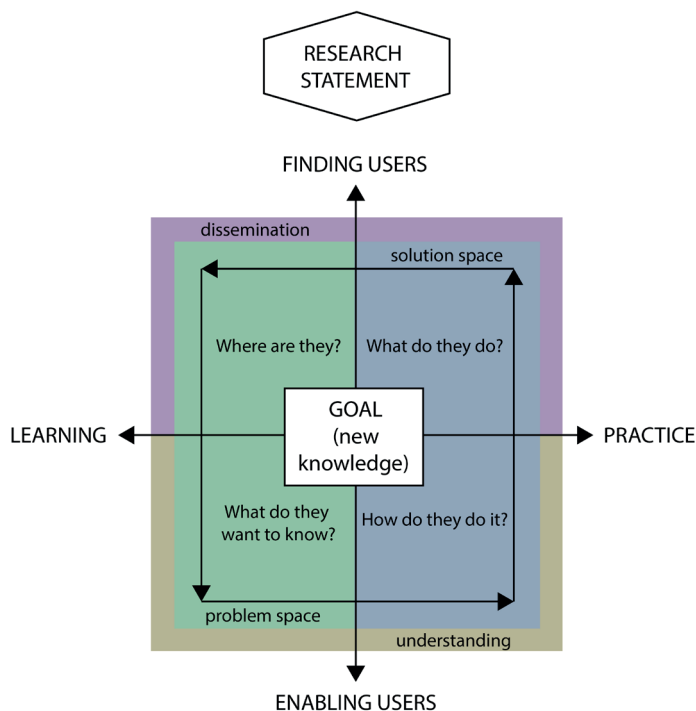 RESEARCH
STATEMENT
FINDING USERS
dissemination
solution space
Where are they?
What do they do?
LEARNING
GOAL
(new
knowledge)
PRACTICE
What do they
want to know?
How do they do it?
problem space
understanding
ENABLING USERS